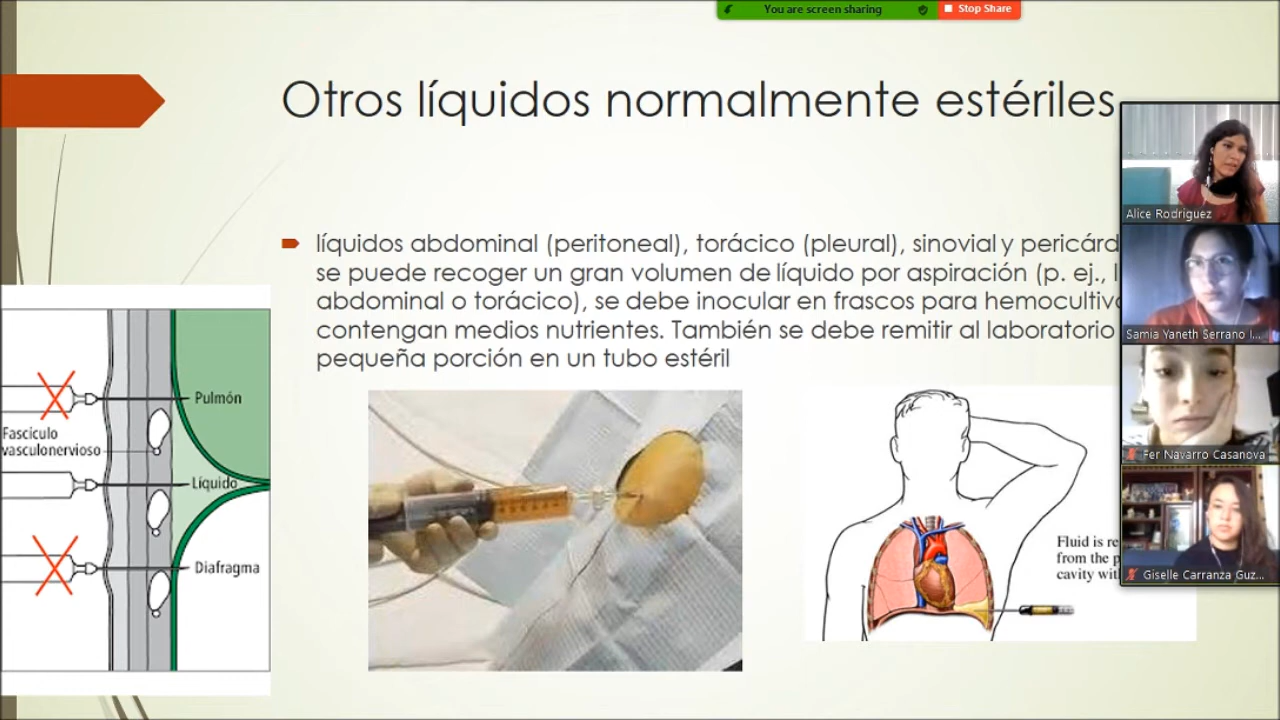 You are screen sharing
Stop Share
Otros líquidos normalmente estériles
líquidos abdominal (peritoneal), torácico (pleural), sinovial y pericárd
se puede recoger un gran volumen de líquido por aspiración (p. ej., l
abdominal o torácico), se debe inocular en frascos para hemocultivo
contengan medios nutrientes. También se debe remitir al laboratorio
pequeña porción en un tubo estéril
Pulmón
Fascículo
vasculonervioso
Líquido
Diafragma
Fluid is re
from the p
cavity wit
Alice Rodriguez
Samia Yaneth Serrano I...
Fer Navarro Casanova
Giselle Carranza Guz...